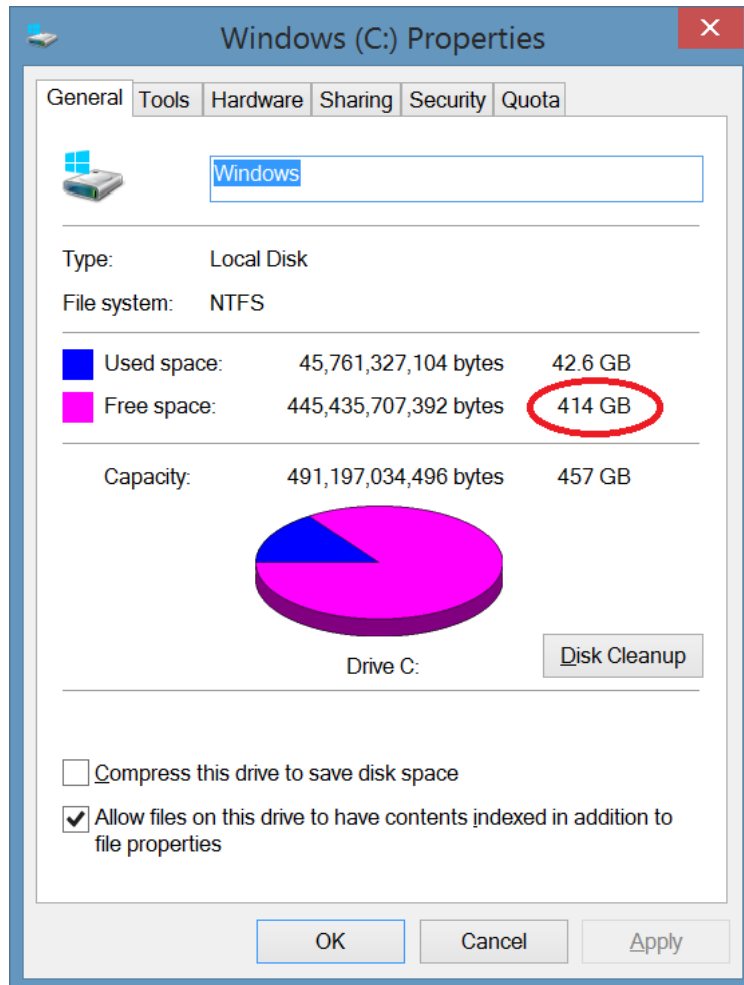 Windows (C:) Properties
General Tools Hardware Sharing Security Quota
Windows
Type: Local Disk
File system: NTFS
Used space: 45,761,327,104 bytes 42.6 GB
Free space: 445,435,707,392 bytes 414 GB
Capacity: 491,197,034,496 bytes 457 GB
Drive C:
Disk Cleanup
Compress this drive to save disk space
Allow files on this drive to have contents indexed in addition to
file properties
OK Cancel Apply